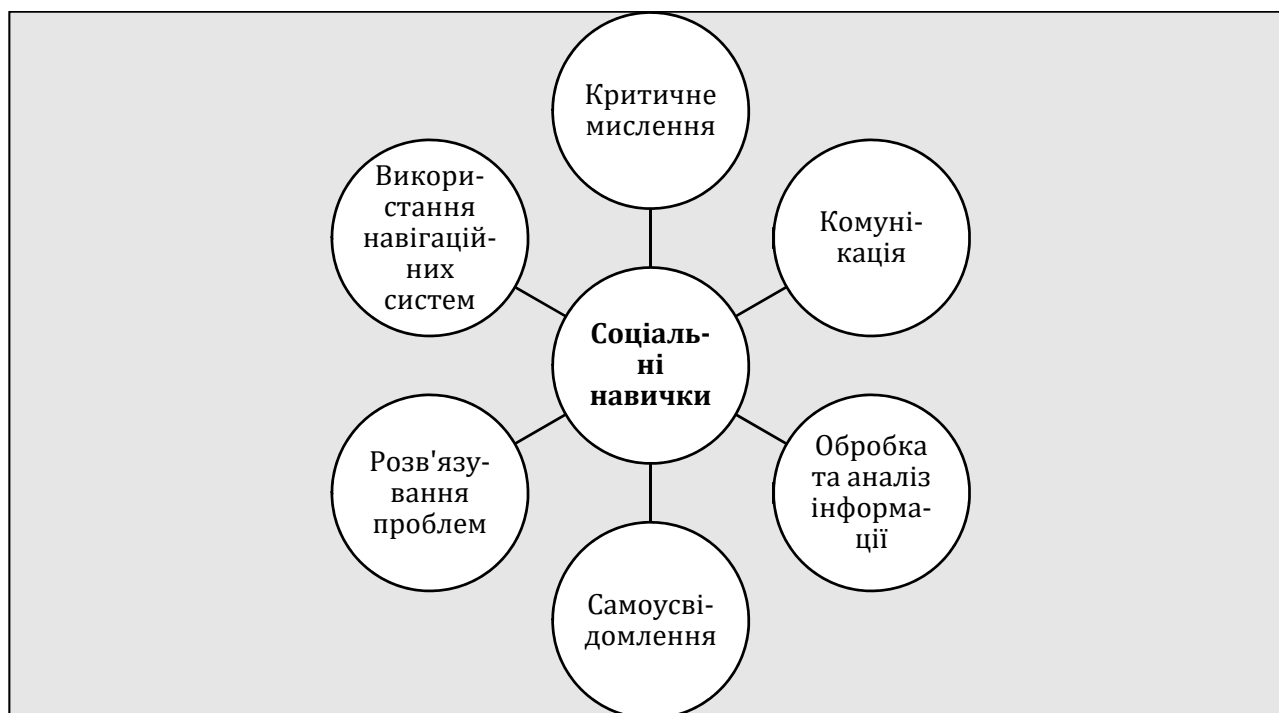 Критичне
мислення
Комуні-
кація
Обробка
та аналіз
інформа-
ції
Самоусві-
домлення
Розв'язу-
вання
проблем
Викори-
стання
навігацій-
них
систем
Соціаль-
ні
навички